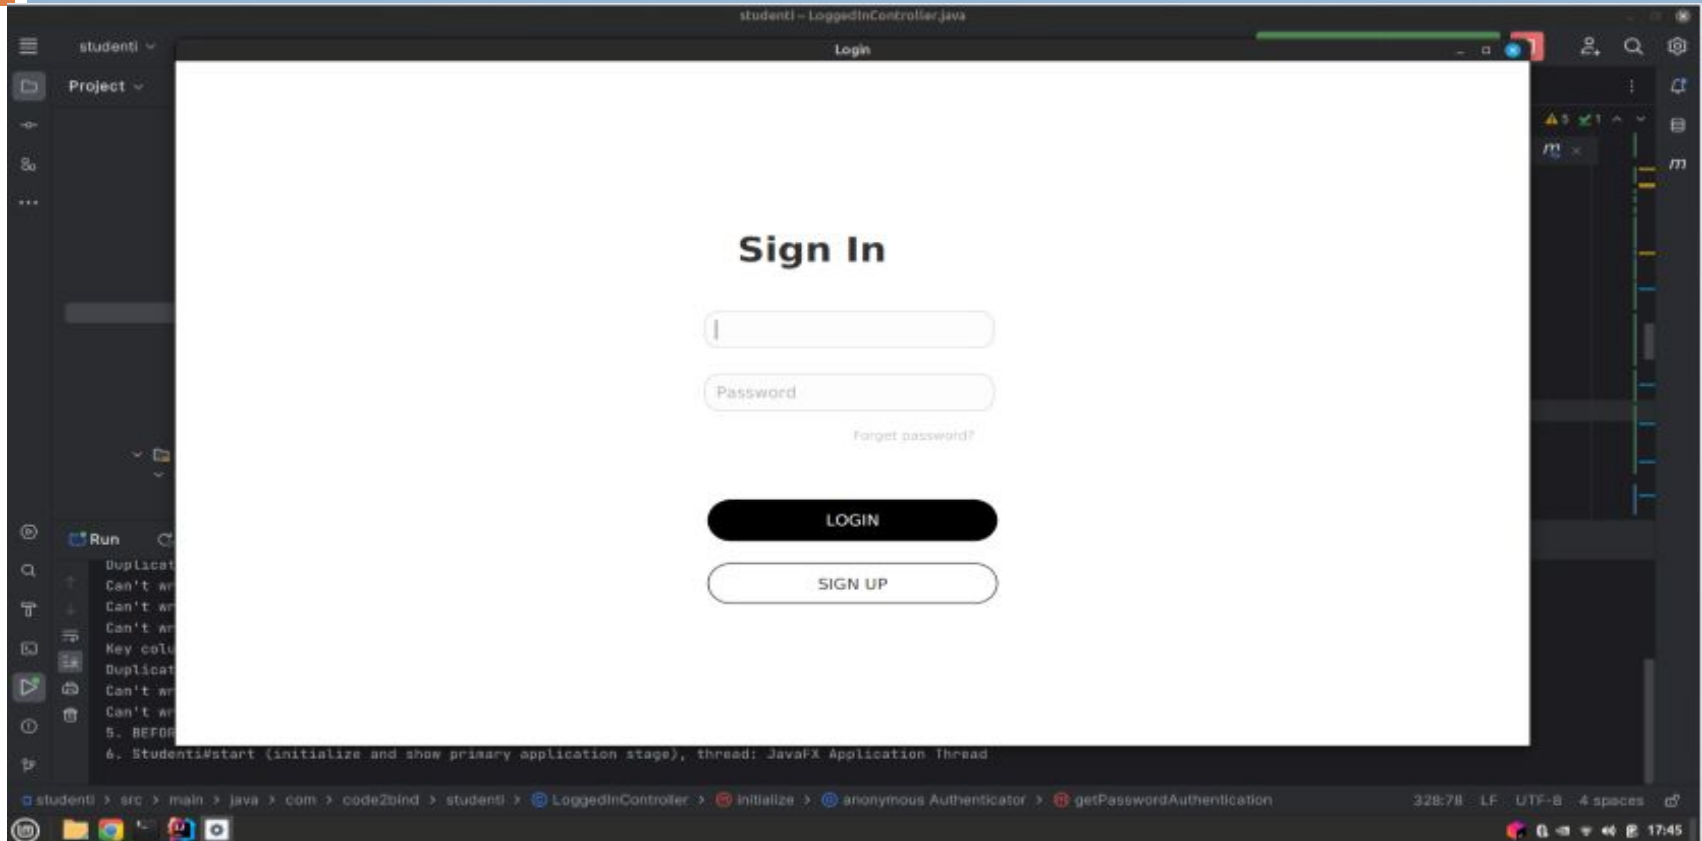 studenti – LoggedInController.java
studenti
Login
Project
5 1
m
m
Sign In
Password
Forget password?
LOGIN
SIGN UP
Run
Duplicat
Can't wr
Can't wr
Can't wr
Key colu
Duplicat
Can't wr
Can't wr
5. BEFOR
6. Studenti#start (initialize and show primary application stage), thread: JavaFX Application Thread
studenti > src > main > java > com > code2bind > studenti > LoggedInController > initialize > anonymous Authenticator > getPasswordAuthentication 328:78 LF UTF-8 4 spaces
17:45